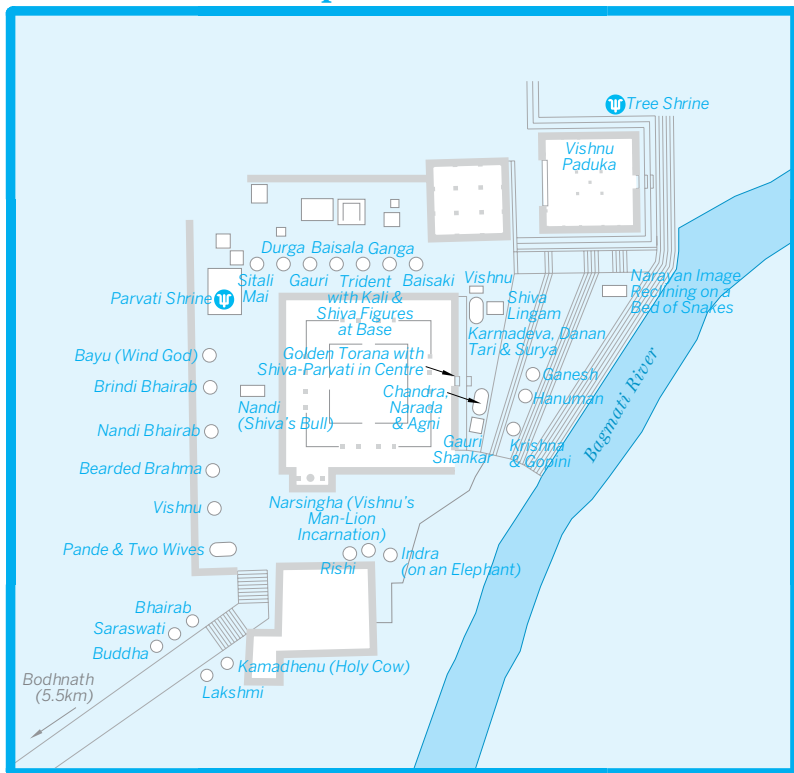 Tree Shrine
Vishnu
Paduka
Durga
Baisala
Ganga
Sitali
Mai
Gauri
Trident
with Kali &
Shiva Figures
at Base
Baisaki
Vishnu
Shiva
Lingam
Narayan Image
Reclining on a
Bed of Snakes
Parvati Shrine
Karmadeva, Danan
Tari & Surya
Bayu (Wind God)
Golden Torana with
Shiva-Parvati in Centre
Ganesh
Brindi Bhairab
Chandra,
Narada
& Agni
Hanuman
Nandi
(Shiva's Bull)
Nandi Bhairab
Gauri
Shankar
Krishna
& Gopini
Bagmati River
Bearded Brahma
Vishnu
Narsingha (Vishnu's
Man-Lion
Incarnation)
Pande & Two Wives
Rishi
Indra
(on an Elephant)
Bhairab
Saraswati
Buddha
Kamadhenu (Holy Cow)
Lakshmi
Bodhnath
(5.5km)